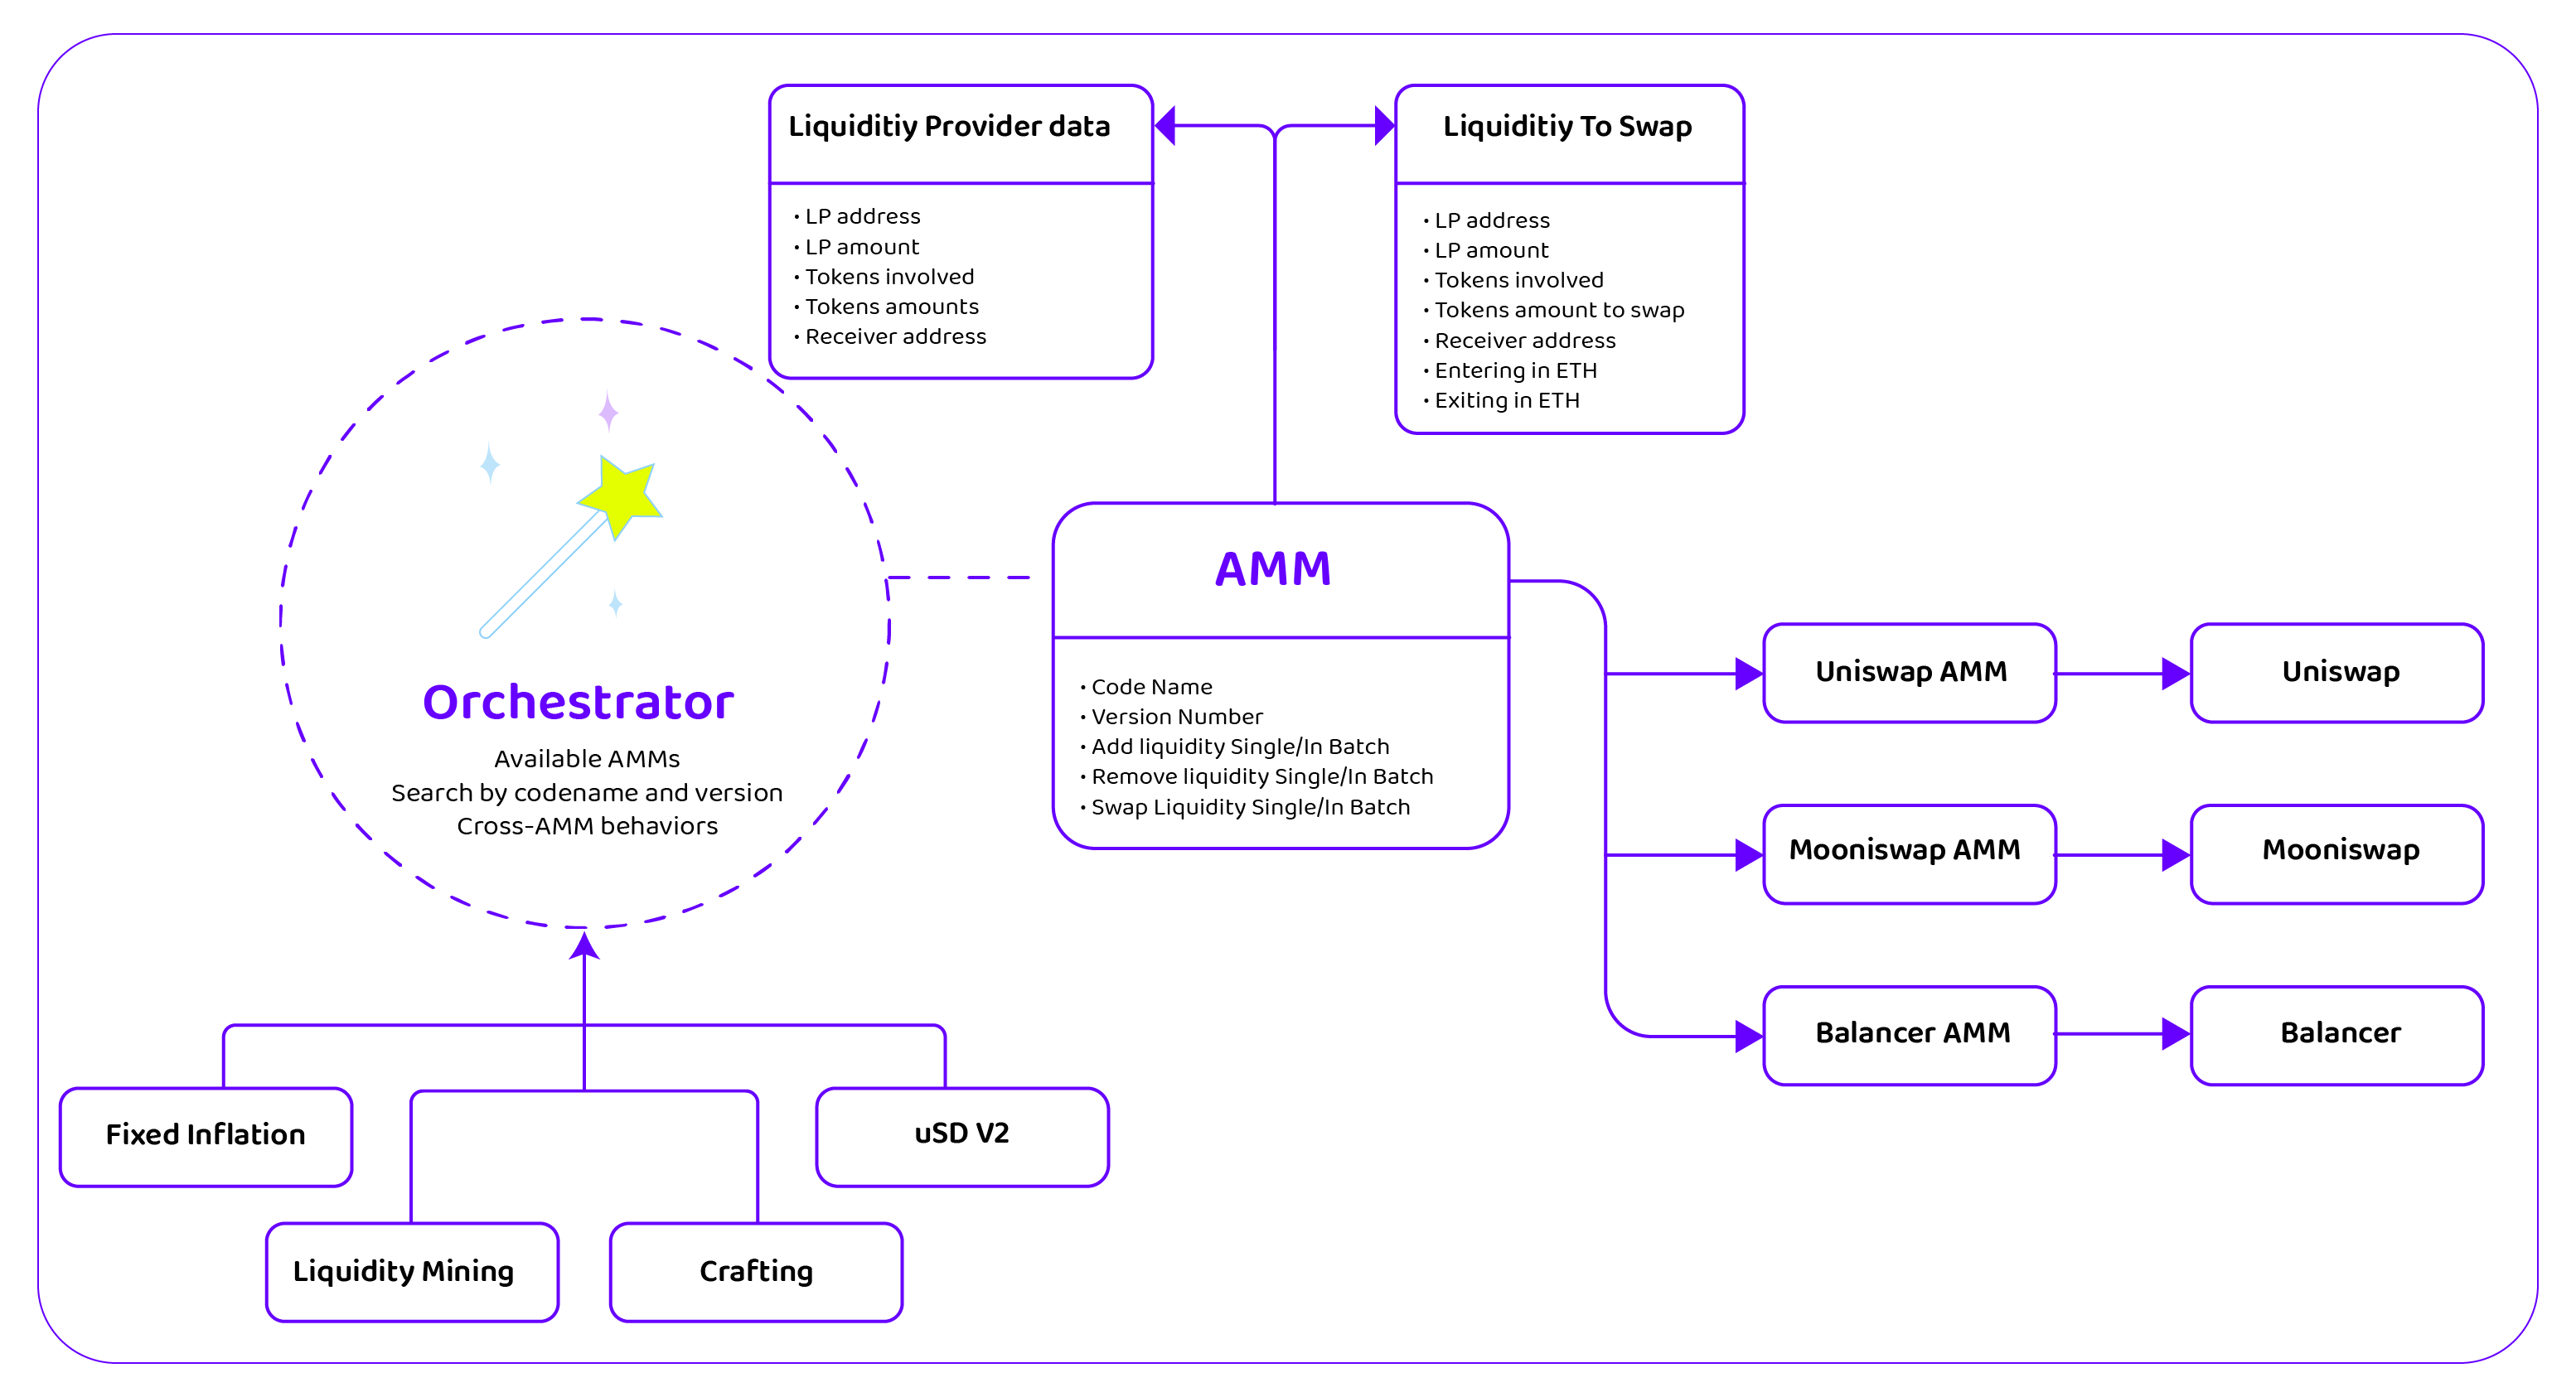 Liquiditiy Provider data
• LP address
• LP amount
• Tokens involved
• Tokens amounts
• Receiver address
Liquiditiy To Swap
• LP address
• LP amount
• Tokens involved
• Tokens amount to swap
• Receiver address
• Entering in ETH
• Exiting in ETH
Orchestrator
Available AMMs
Search by codename and version
Cross-AMM behaviors
AMM
• Code Name
• Version Number
• Add liquidity Single/In Batch
• Remove liquidity Single/In Batch
• Swap Liquidity Single/In Batch
Uniswap AMM
Uniswap
Mooniswap AMM
Mooniswap
Balancer AMM
Balancer
Fixed Inflation
uSD V2
Liquidity Mining
Crafting